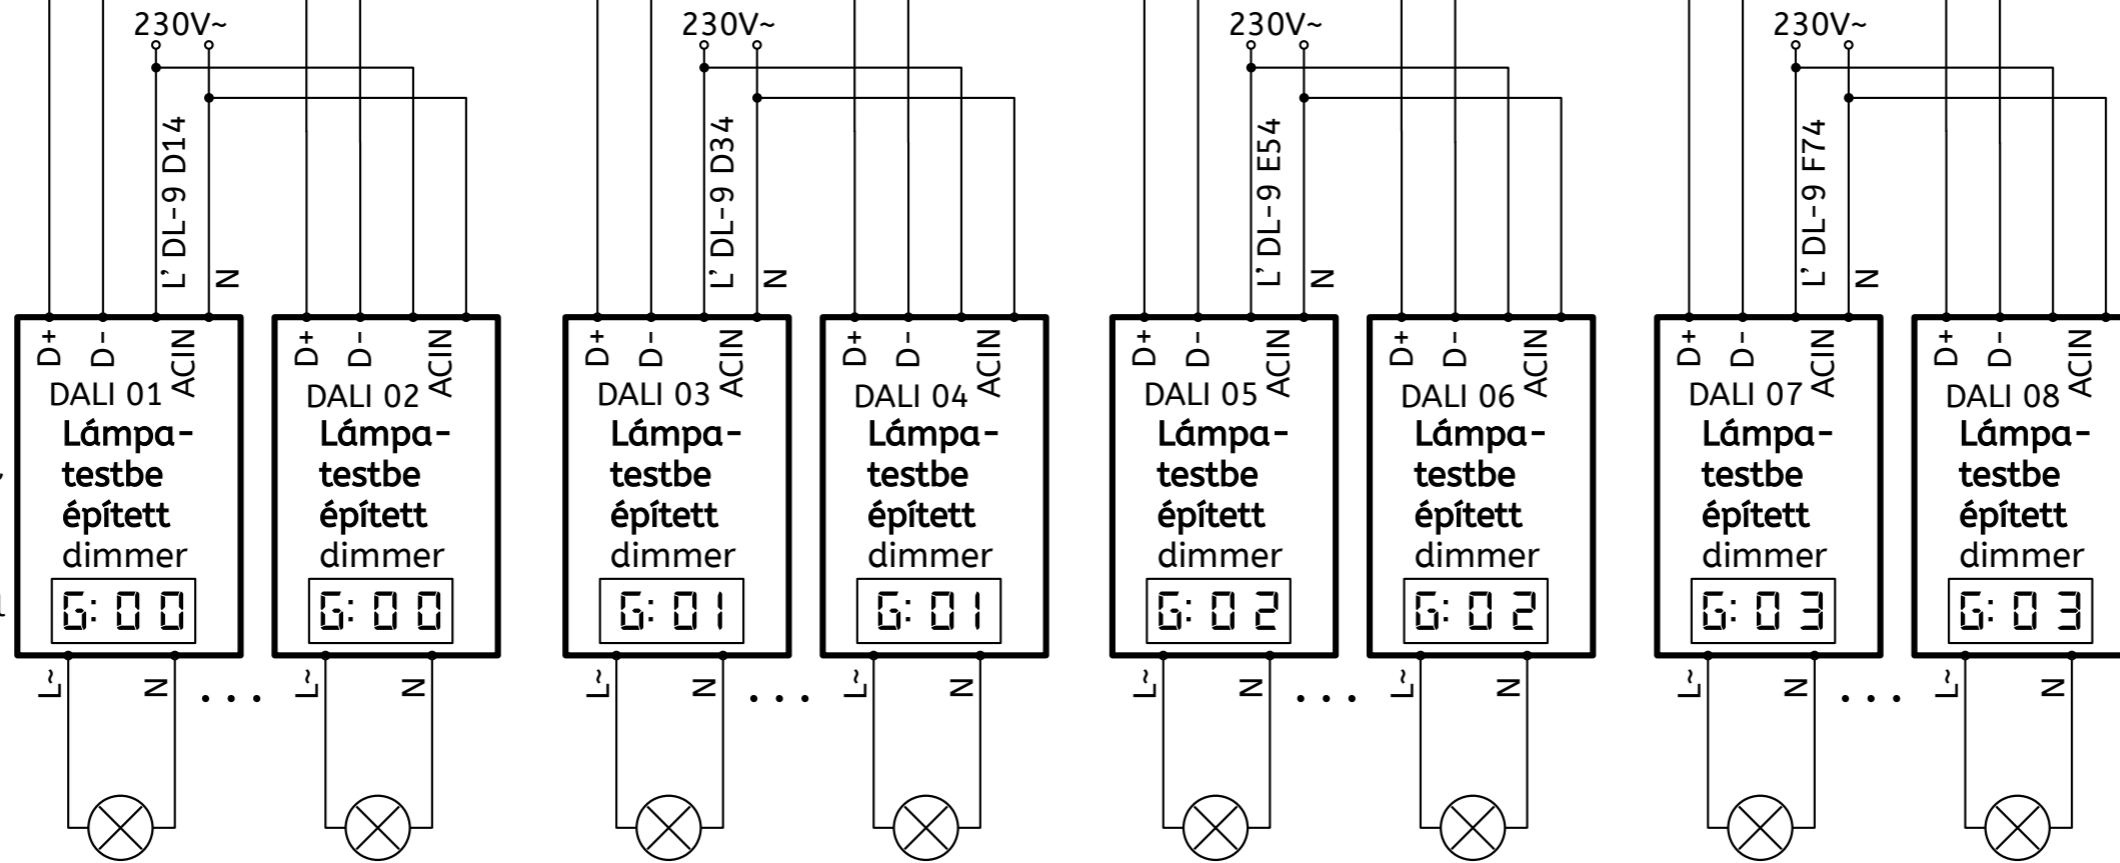 230V~ 230V~ 230V~ 230V~
L' DL-9 D14 N L' DL-9 D34 N L' DL-9 E54 N L' DL-9 F74 N
D+ D- ACIN D+ D- ACIN D+ D- ACIN D+ D- ACIN D+ D- ACIN D+ D- ACIN D+ D- ACIN D+ D- ACIN
DALI 01 DALI 02 DALI 03 DALI 04 DALI 05 DALI 06 DALI 07 DALI 08
Lámpa- Lámpa- Lámpa- Lámpa- Lámpa- Lámpa- Lámpa- Lámpa-
testbe testbe testbe testbe testbe testbe testbe testbe
épített épített épített épített épített épített épített épített
dimmer dimmer dimmer dimmer dimmer dimmer dimmer dimmer
G:00 G:00 G:01 G:01 G:02 G:02 G:03 G:03
L~ N ... L~ N L~ N ... L~ N L~ N ... L~ N L~ N ... L~ N